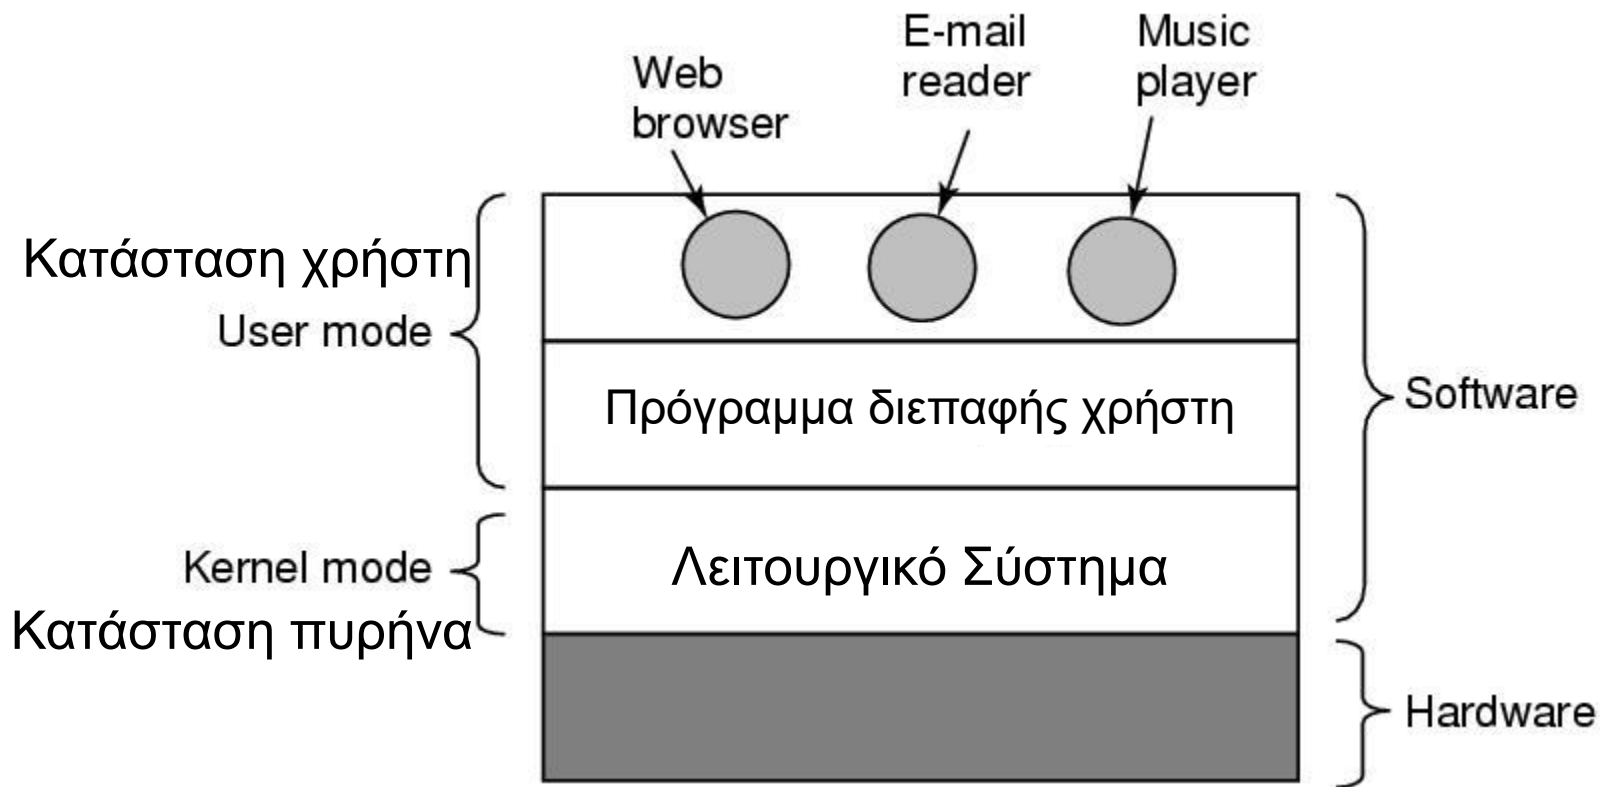 Web
browser
E-mail
reader
Music
player
Κατάσταση χρήστη
User mode
Πρόγραμμα διεπαφής χρήστη
Software
Kernel mode
Λειτουργικό Σύστημα
Κατάσταση πυρήνα
Hardware